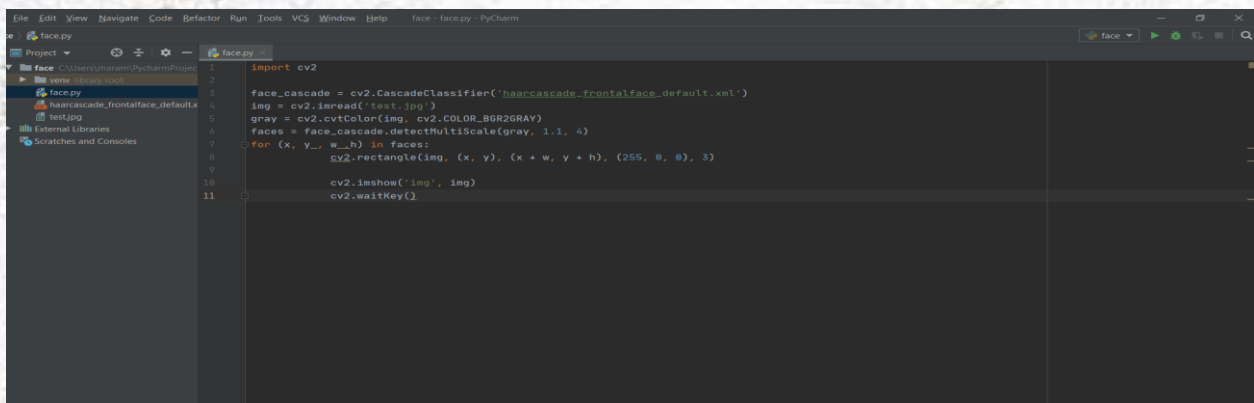 File Edit View Navigate Code Refactor Run Tools VCS Window Help face - face.py - PyCharm
face.py
face
Project
face.py
face C:\Users\maram\PycharmProjec
venv library root
face.py
haarcascade_frontalface_default.x
test.jpg
External Libraries
Scratches and Consoles
1 import cv2
2
3 face_cascade = cv2.CascadeClassifier('haarcascade_frontalface_default.xml')
4 img = cv2.imread('test.jpg')
5 gray = cv2.cvtColor(img, cv2.COLOR_BGR2GRAY)
6 faces = face_cascade.detectMultiScale(gray, 1.1, 4)
7 for (x, y , w ,h) in faces:
8 cv2.rectangle(img, (x, y), (x + w, y + h), (255, 0, 0), 3)
9
10 cv2.imshow('img', img)
11 cv2.waitKey()